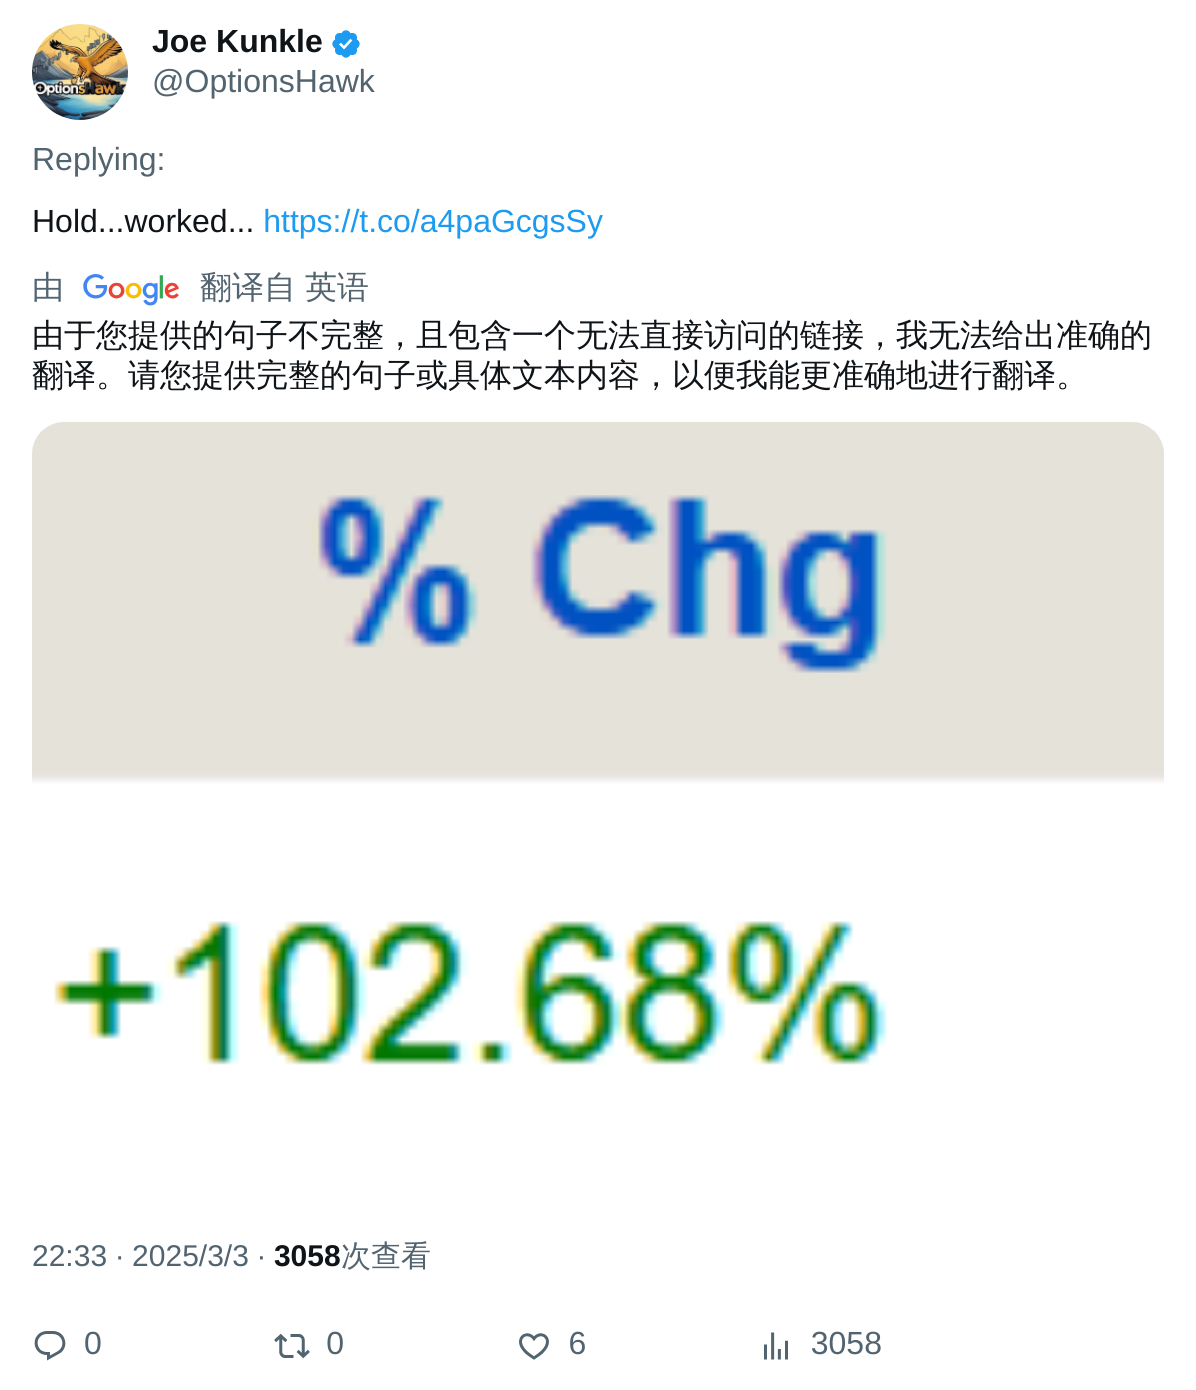 Joe Kunkle
@OptionsHawk
OptionsHawk
Replying:
Hold...worked... https://t.co/a4paGcgsSy
由 Google 翻译自 英语
由于您提供的句子不完整，且包含一个无法直接访问的链接，我无法给出准确的
翻译。请您提供完整的句子或具体文本内容，以便我能更准确地进行翻译。
% Chg
+102.68%
22:33 · 2025/3/3 · 3058次查看
0 0 6 3058